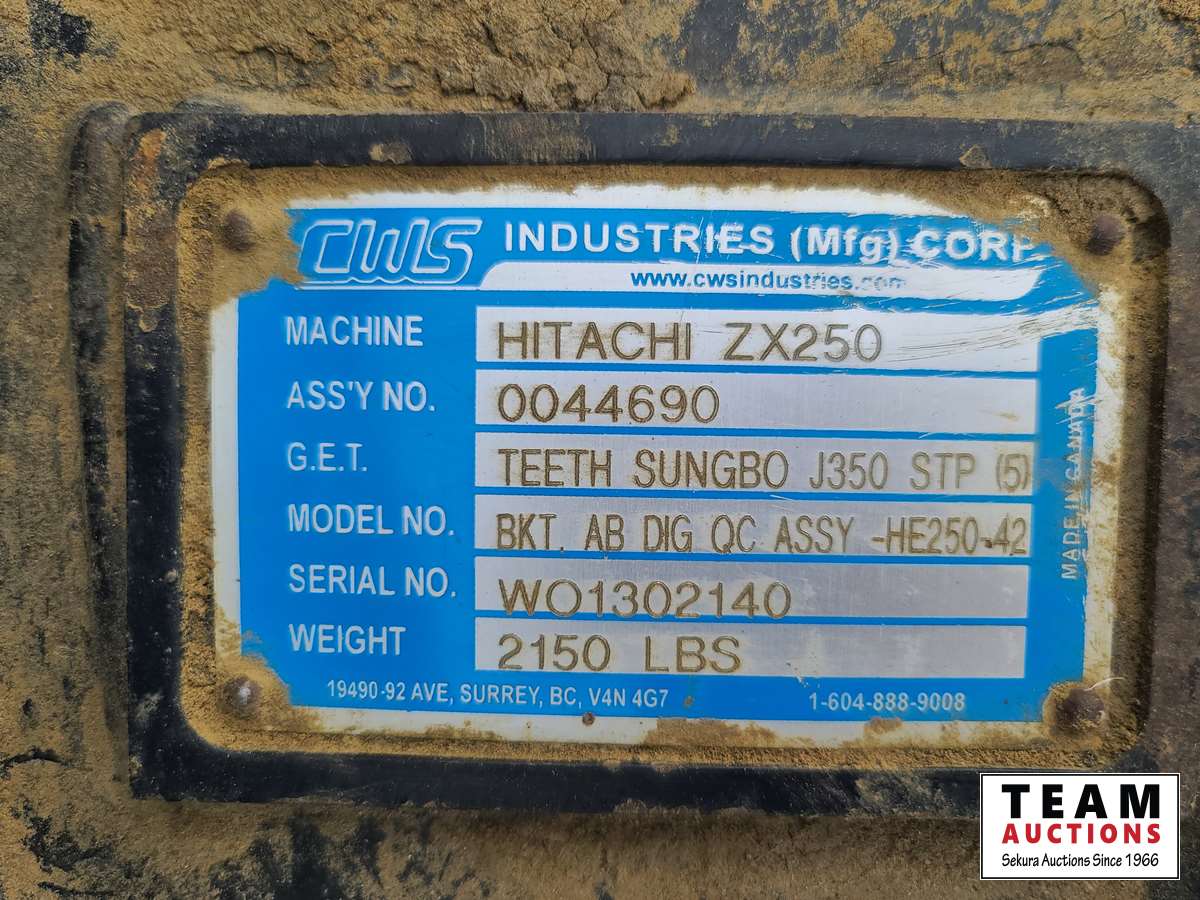 CWS INDUSTRIES (Mfg) CORP.
www.cwsindustries.com
MACHINE HITACHI ZX250
ASS'Y NO. 0044690
G.E.T. TEETH SUNGBO J350 STP (5)
MODEL NO. BKT. AB DIG QC ASSY -HE250-42
SERIAL NO. WO1302140
WEIGHT 2150 LBS
19490-92 AVE, SURREY, BC, V4N 4G7 1-604-888-9008
MADE IN CANADA
TEAM
AUCTIONS
Sekura Auctions Since 1966